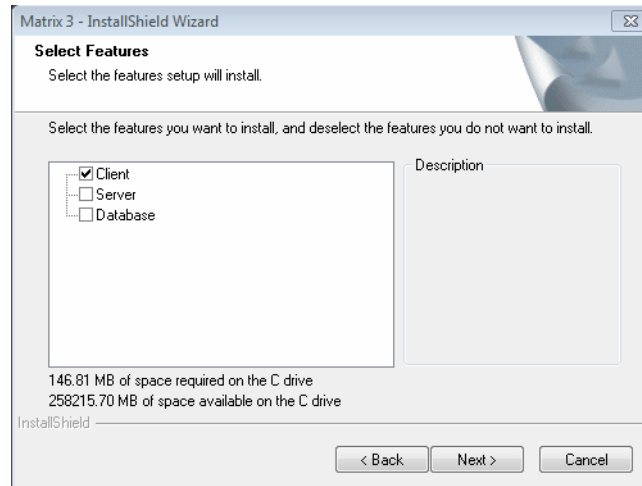 Matrix 3 - InstallShield Wizard
Select Features
Select the features setup will install.
Select the features you want to install, and deselect the features you do not want to install.
Client
Server
Database
Description
146.81 MB of space required on the C drive
258215.70 MB of space available on the C drive
InstallShield
< Back
Next >
Cancel